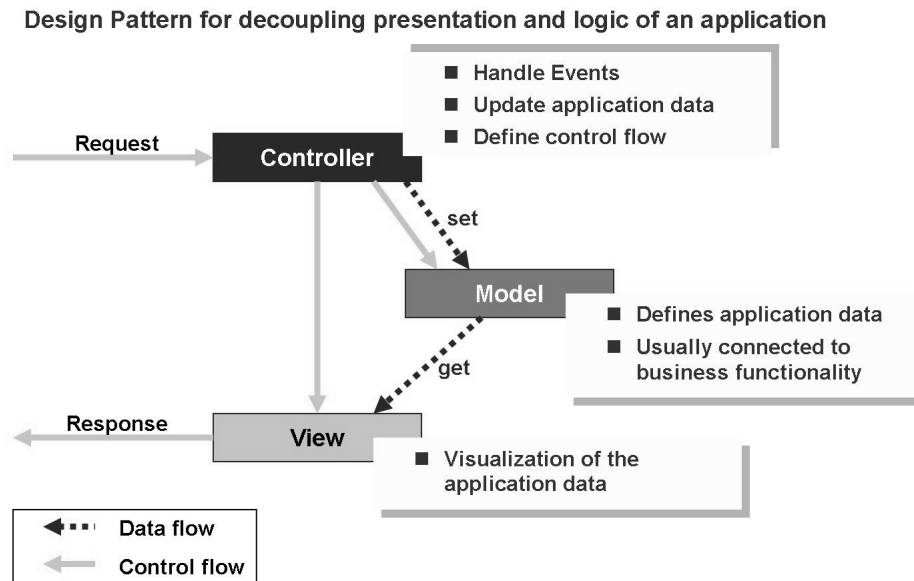 Design Pattern for decoupling presentation and logic of an application
Handle Events
Update application data
Define control flow
Request
Controller
set
Model
Defines application data
Usually connected to
business functionality
get
Response
View
Visualization of the
application data
Data flow
Control flow